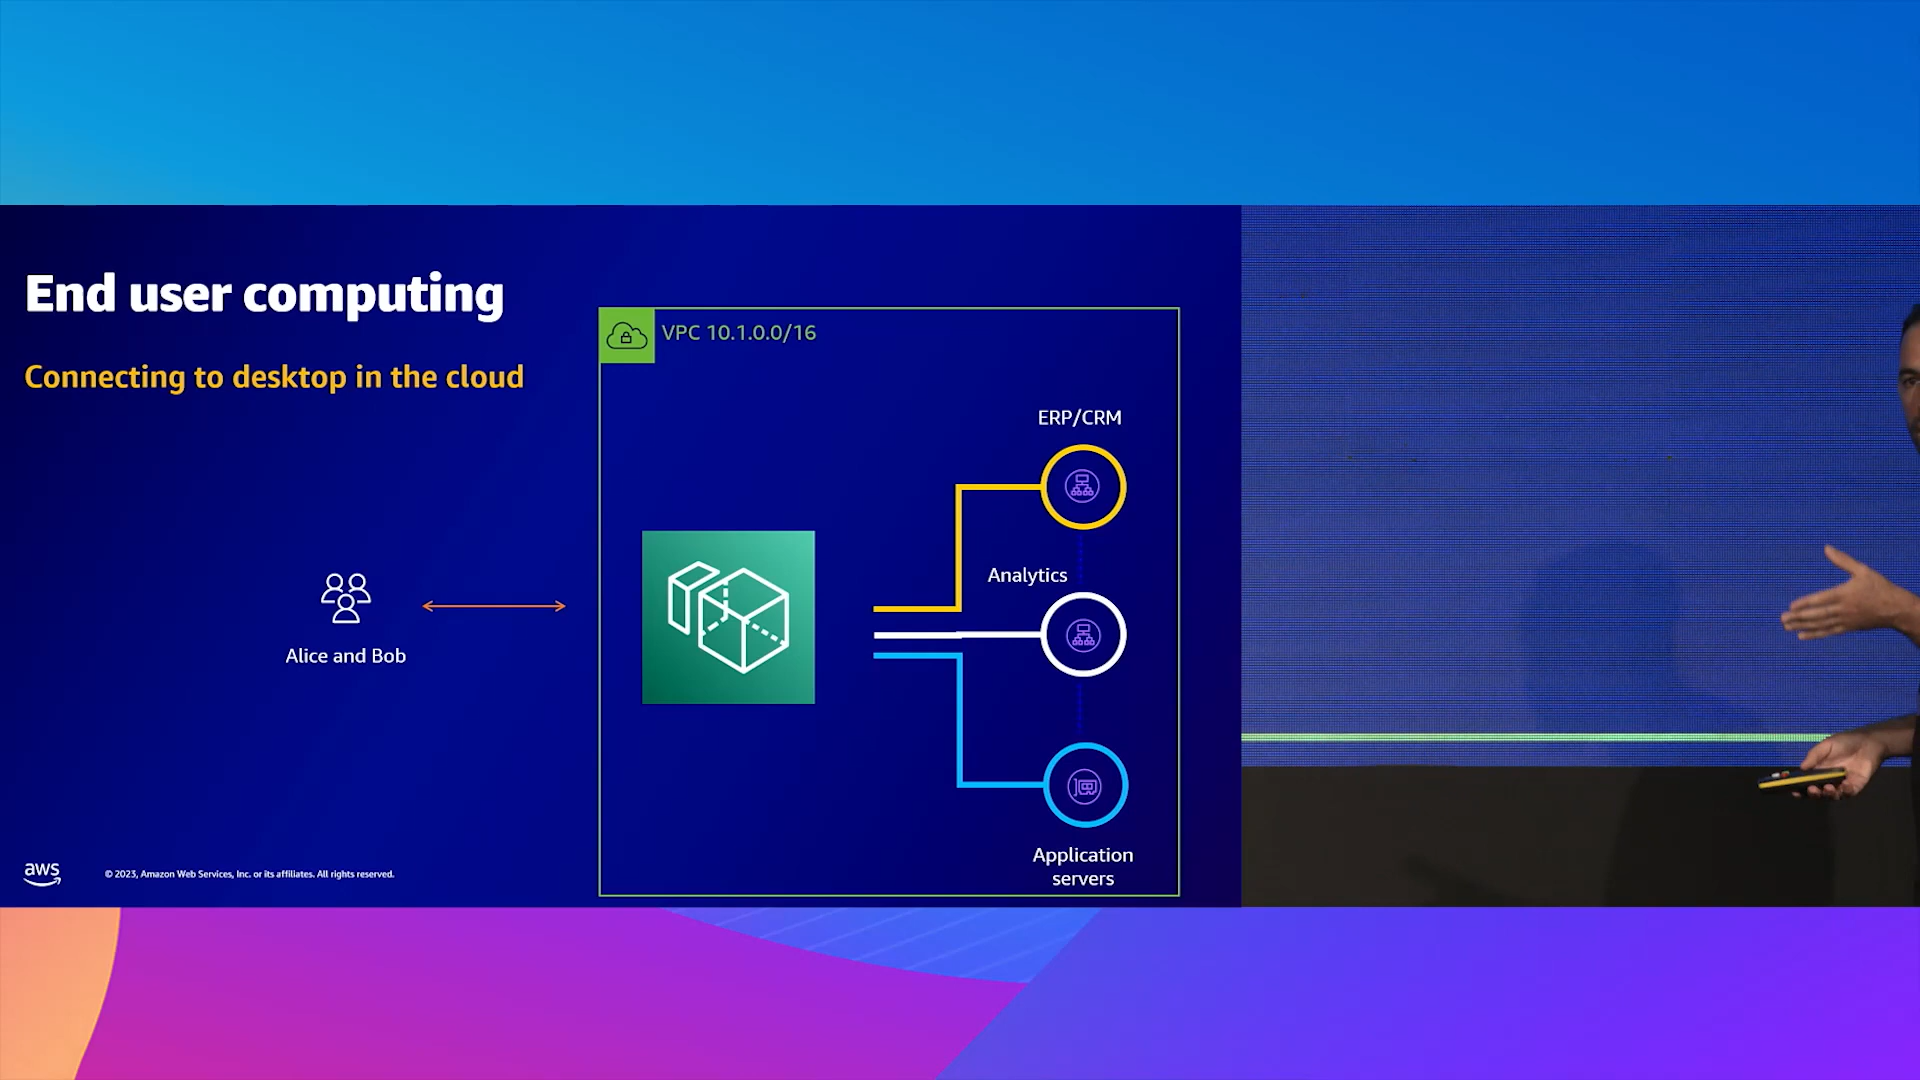 End user computing
Connecting to desktop in the cloud
VPC 10.1.0.0/16
ERP/CRM
Analytics
Alice and Bob
Application
servers
aws
© 2023, Amazon Web Services, Inc. or its affiliates. All rights reserved.